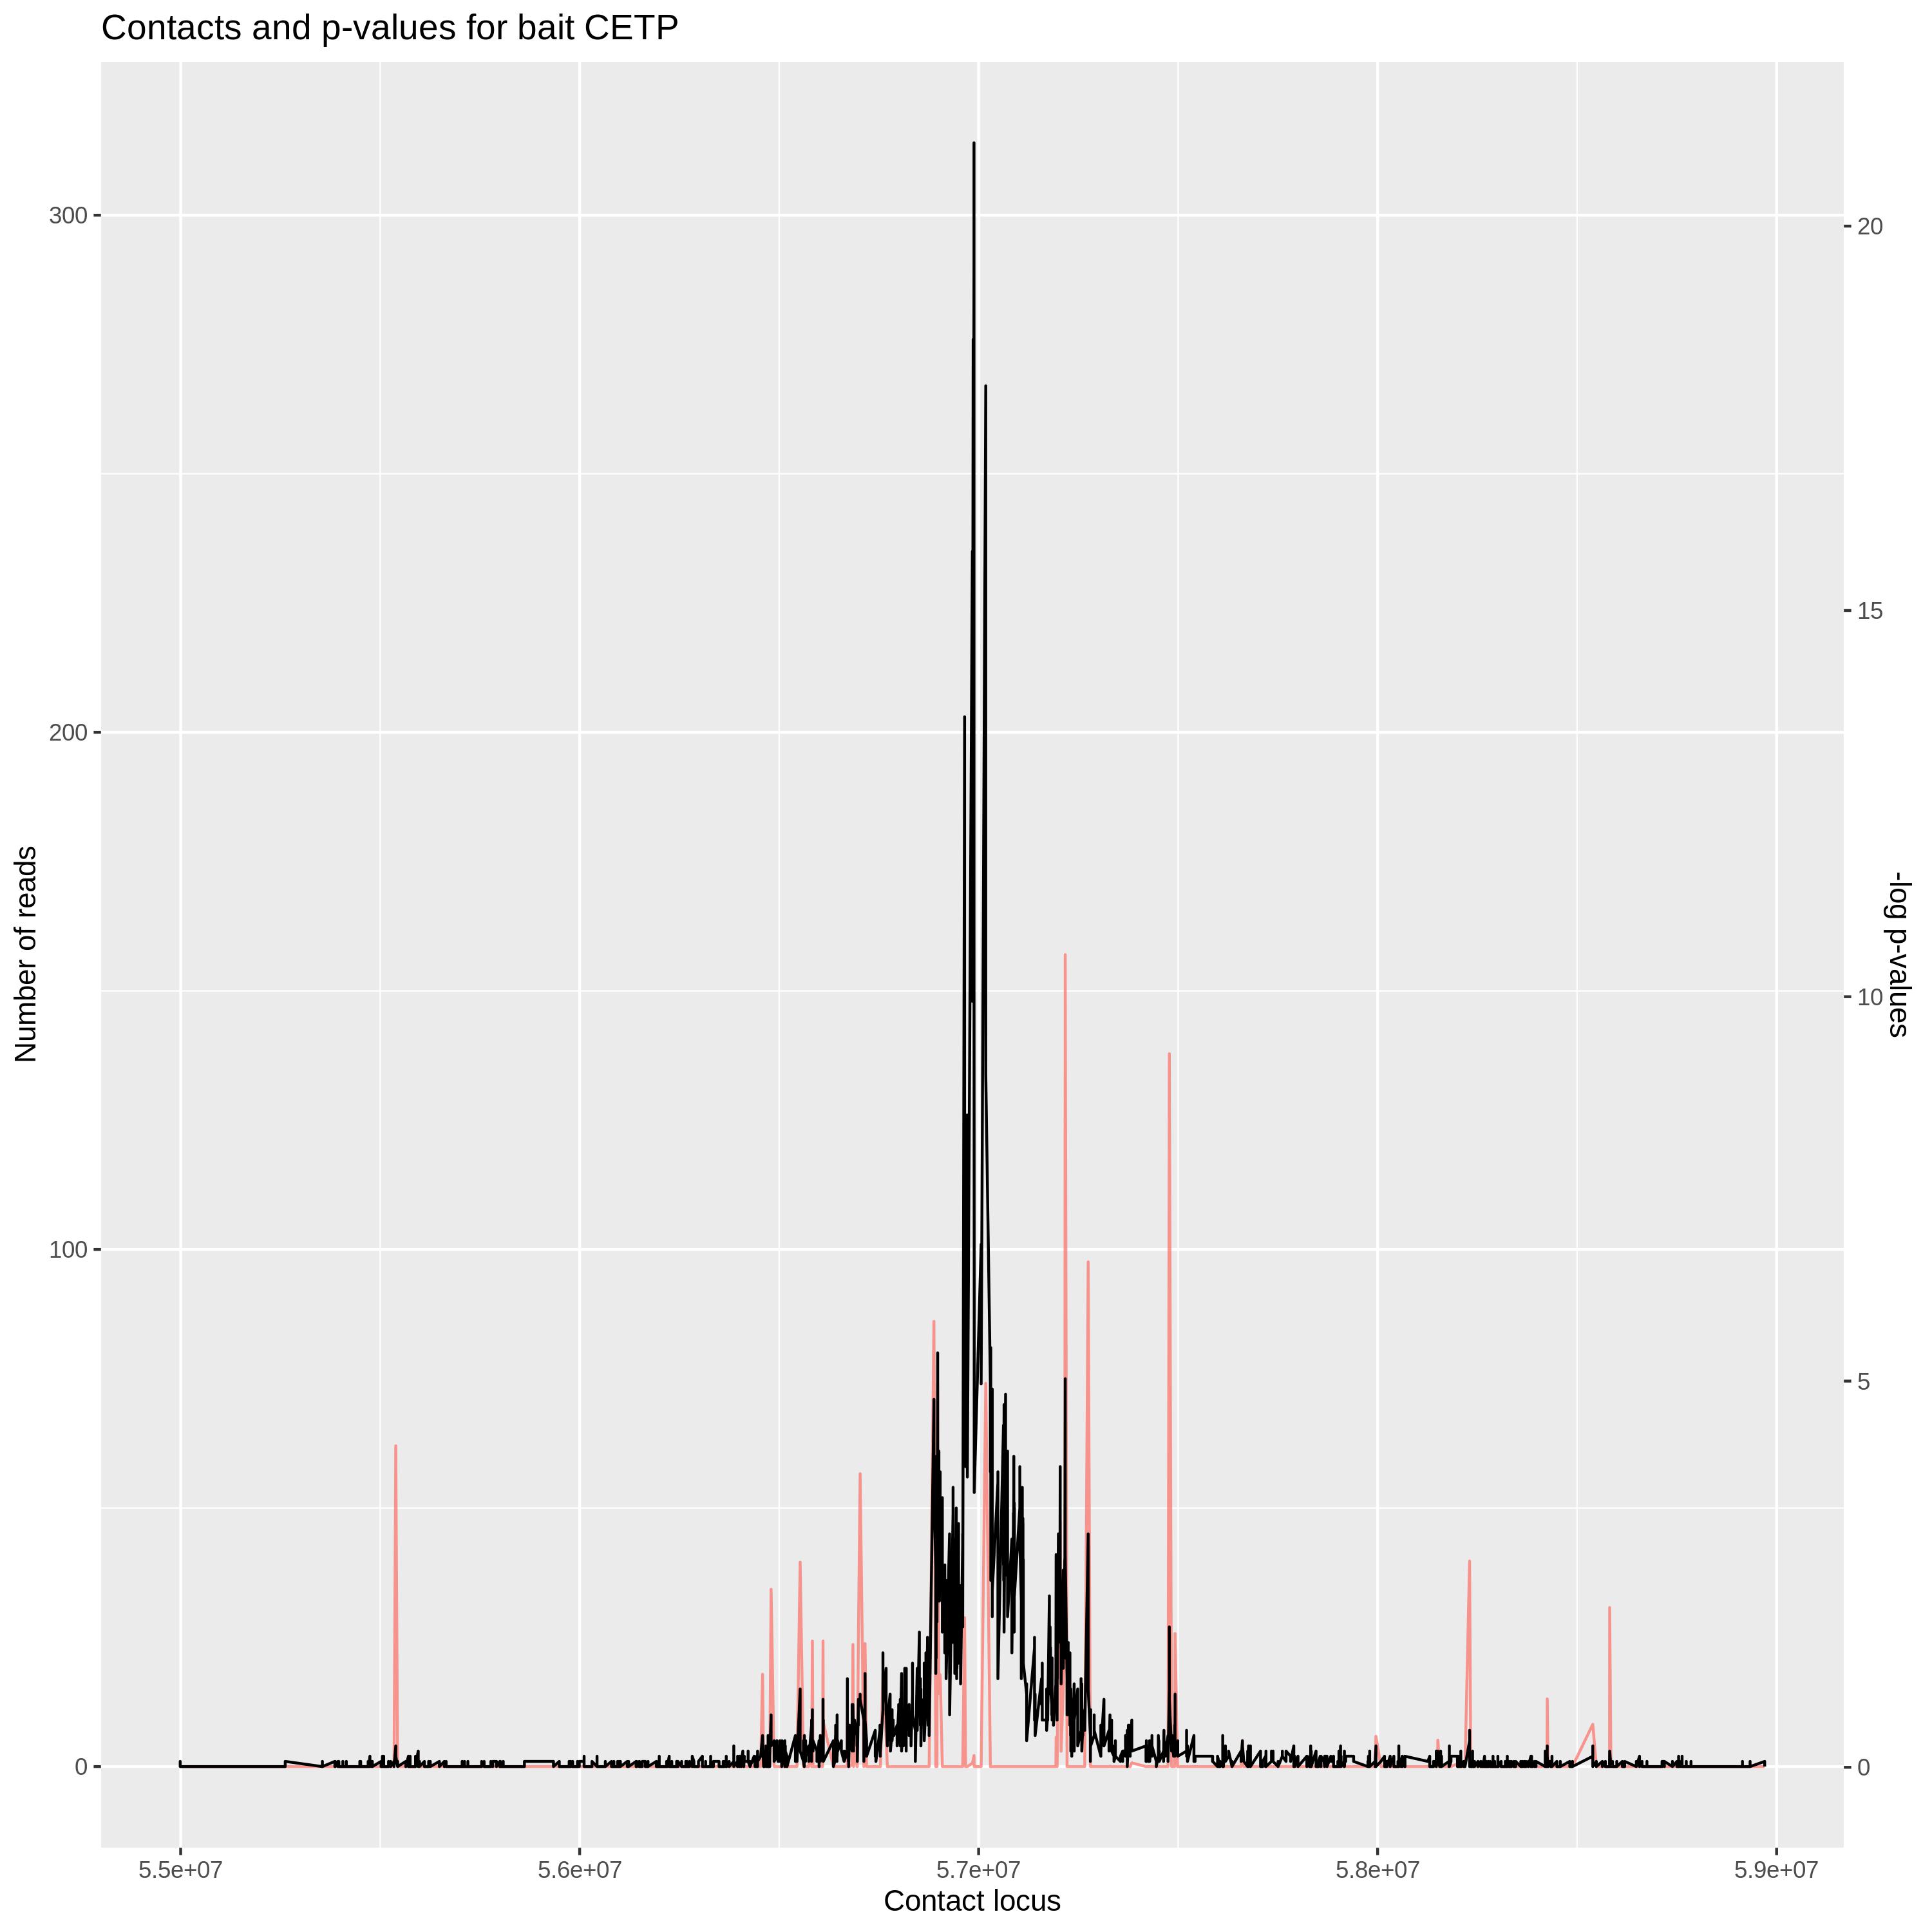 Contacts and p-values for bait CETP
300
200
100
0
Number of reads
20
15
10
5
0
-log p-values
5.5e+07 5.6e+07 5.7e+07 5.8e+07 5.9e+07
Contact locus